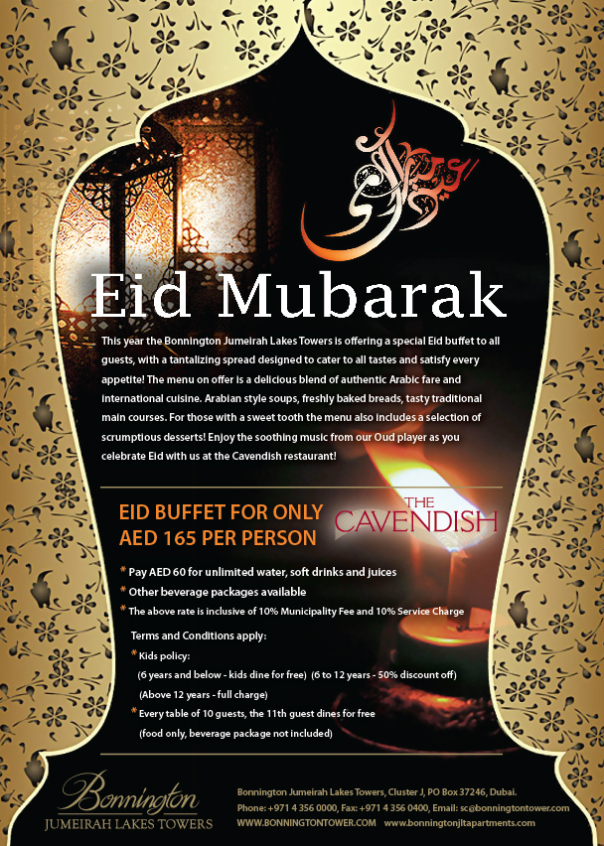 عيد مبارك
Eid Mubarak
This year the Bonnington Jumeirah Lakes Towers is offering a special Eid buffet to all
guests, with a tantalizing spread designed to cater to all tastes and satisfy every
appetite! The menu on offer is a delicious blend of authentic Arabic fare and
international cuisine. Arabian style soups, freshly baked breads, tasty traditional
main courses. For those with a sweet tooth the menu also includes a selection of
scrumptious desserts! Enjoy the soothing music from our Oud player as you
celebrate Eid with us at the Cavendish restaurant!
EID BUFFET FOR ONLY
AED 165 PER PERSON
THE
CAVENDISH
* Pay AED 60 for unlimited water, soft drinks and juices
* Other beverage packages available
* The above rate is inclusive of 10% Municipality Fee and 10% Service Charge
Terms and Conditions apply:
* Kids policy:
(6 years and below - kids dine for free) (6 to 12 years - 50% discount off)
(Above 12 years - full charge)
* Every table of 10 guests, the 11th guest dines for free
(food only, beverage package not included)
Bonnington
JUMEIRAH LAKES TOWERS
Bonnington Jumeirah Lakes Towers, Cluster J, PO Box 37246, Dubai.
Phone: +971 4 356 0000, Fax: +971 4 356 0400, Email: sc@bonningtontower.com
WWW.BONNINGTONTOWER.COM www.bonningtonjltapartments.com